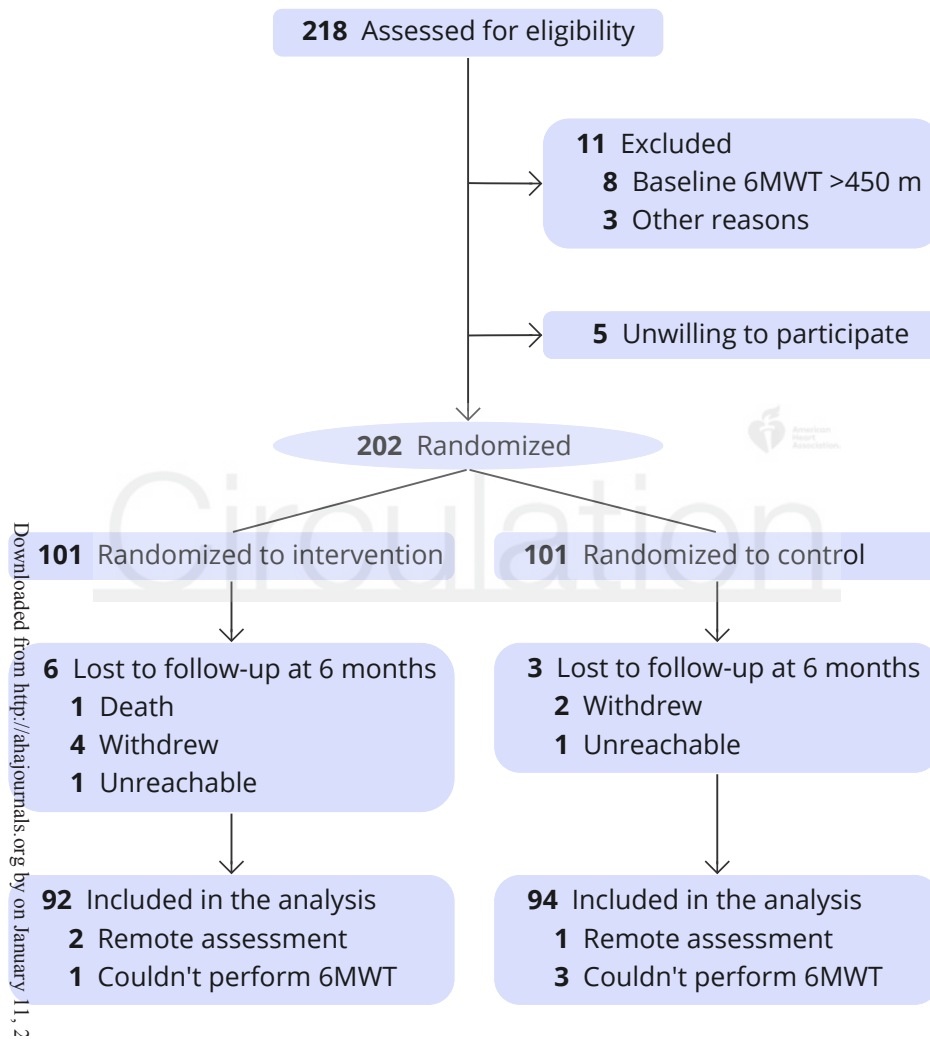 218 Assessed for eligibility
11 Excluded
8 Baseline 6MWT >450 m
3 Other reasons
5 Unwilling to participate
202 Randomized
American
Heart
Association.
Circulation
101 Randomized to intervention
101 Randomized to control
6 Lost to follow-up at 6 months
1 Death
4 Withdrew
1 Unreachable
3 Lost to follow-up at 6 months
2 Withdrew
1 Unreachable
92 Included in the analysis
2 Remote assessment
1 Couldn't perform 6MWT
94 Included in the analysis
1 Remote assessment
3 Couldn't perform 6MWT
Downloaded from http://ahajournals.org by on January 11, 2